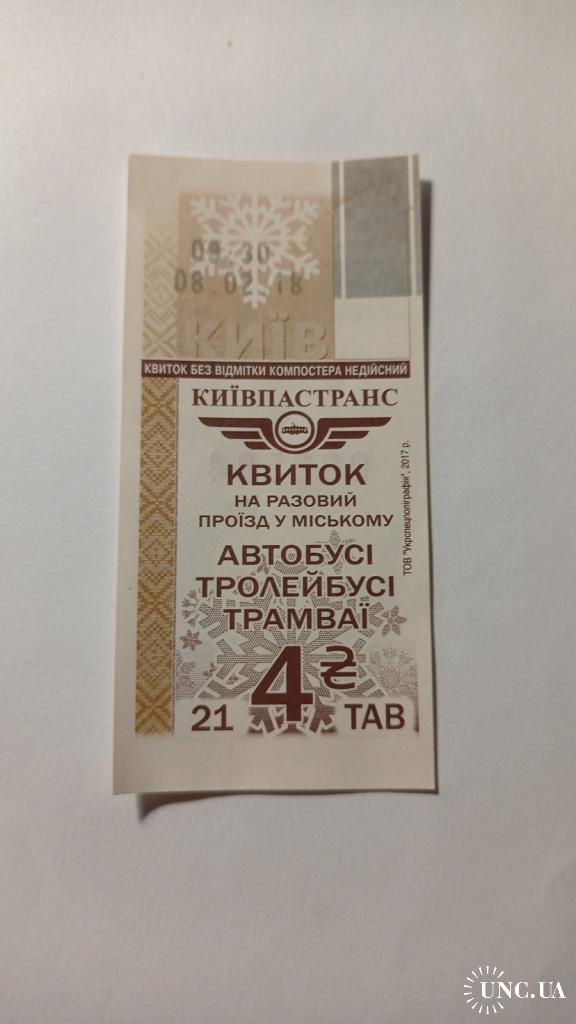 09 30
08 02 18
КИЇВ
КВИТОК БЕЗ ВІДМІТКИ КОМПОСТЕРА НЕДІЙСНИЙ
КИЇВПАСТРАНС
КВИТОК
НА РАЗОВИЙ
ПРОЇЗД У МІСЬКОМУ
АВТОБУСІ
ТРОЛЕЙБУСІ
ТРАМВАЇ
21 4₴ ТАВ
ТОВ "Укрспецполіграфія", 2017 р.
UNC.UA